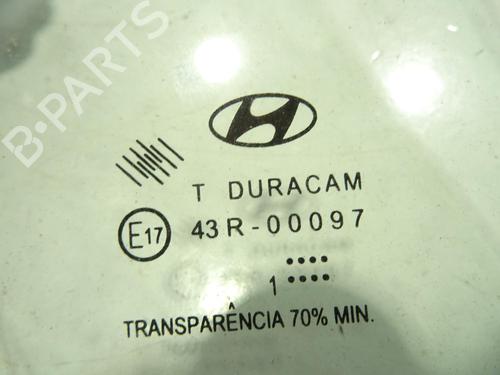 B-PARTS
T DURACAM
E17 43R-00097
1
TRANSPARÊNCIA 70% MIN.